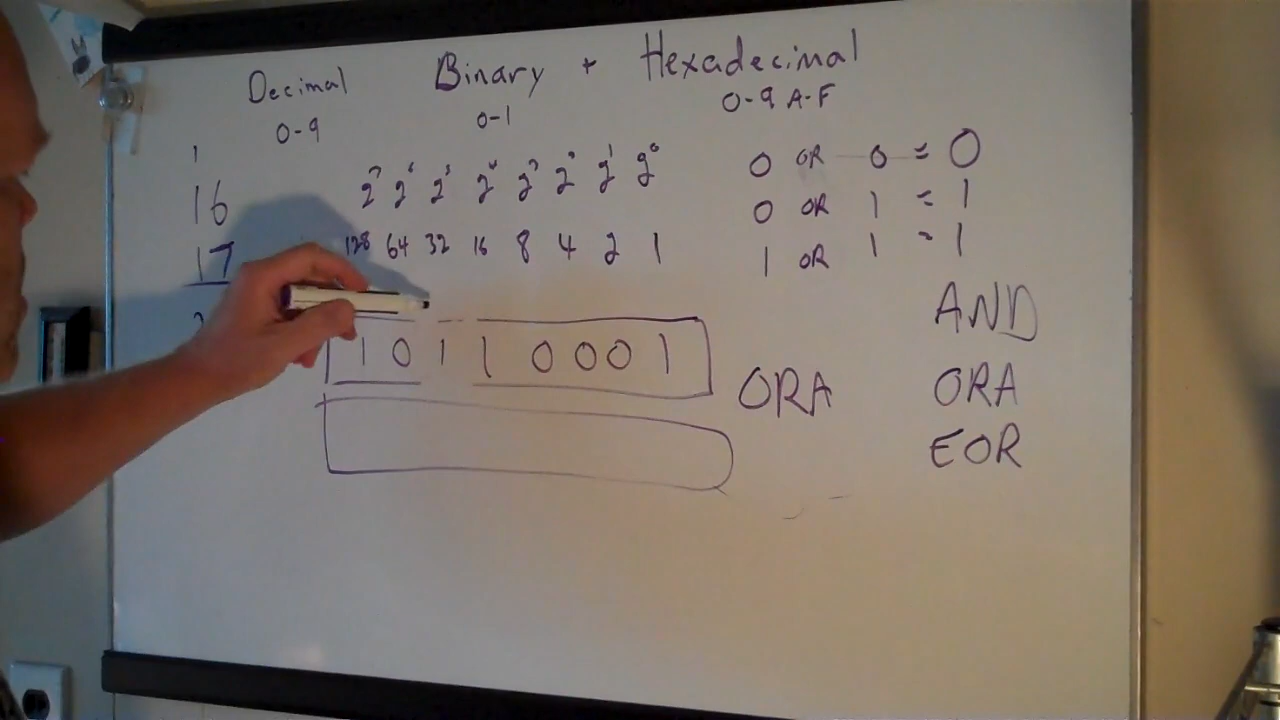 Decimal Binary + Hexadecimal
0-9 0-1 0-9 A-F
1
16
17
2⁷ 2⁶ 2⁵ 2⁴ 2³ 2² 2¹ 2⁰
128 64 32 16 8 4 2 1
1 0 1 1 0 0 0 1
0 OR 0 = 0
0 OR 1 = 1
1 OR 1 = 1
ORA
AND
ORA
EOR